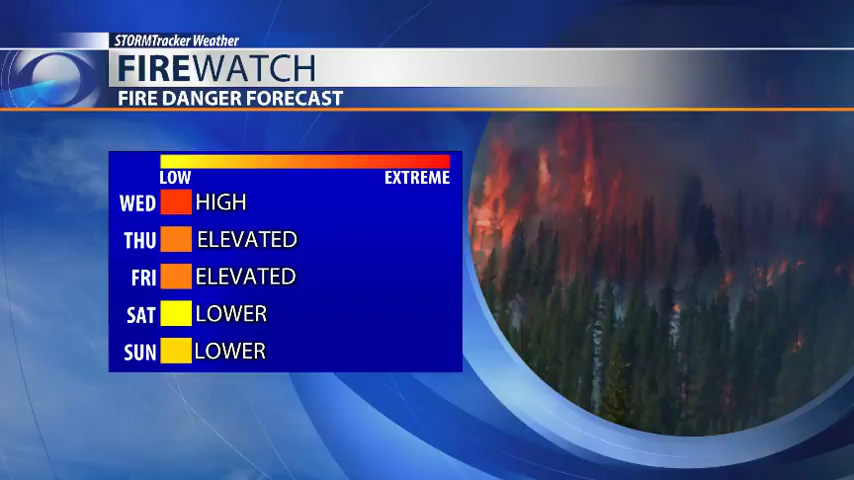 STORMTracker Weather
FIREWATCH
FIRE DANGER FORECAST
LOW EXTREME
WED HIGH
THU ELEVATED
FRI ELEVATED
SAT LOWER
SUN LOWER